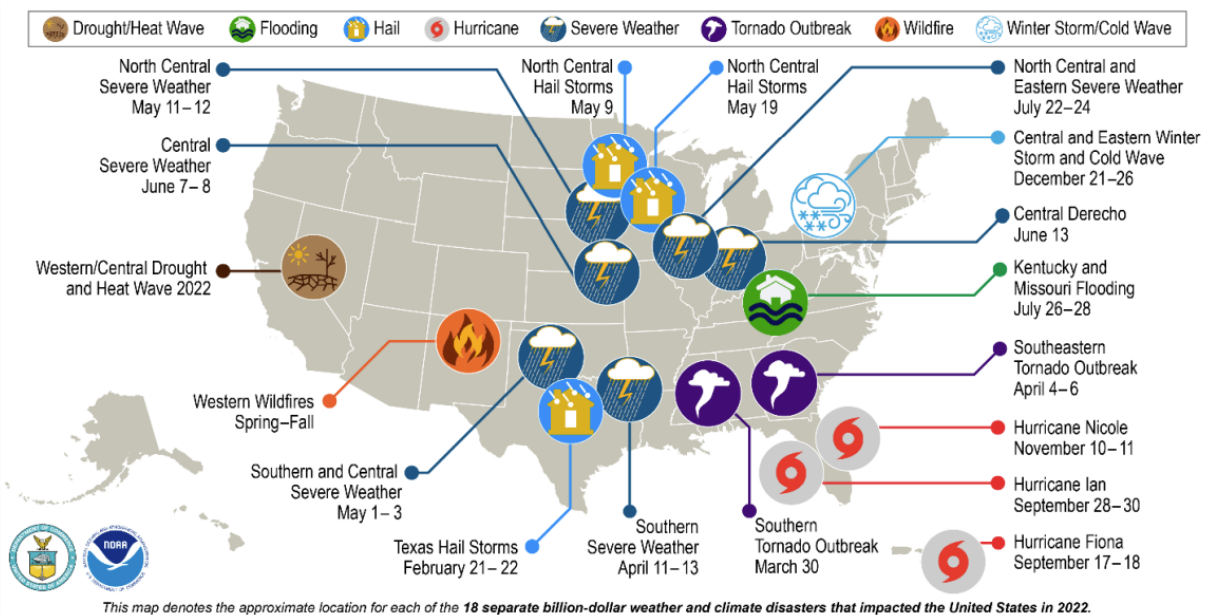 Drought/Heat Wave
Flooding
Hail
Hurricane
Severe Weather
Tornado Outbreak
Wildfire
Winter Storm/Cold Wave
North Central
Severe Weather
May 11–12
North Central
Hail Storms
May 9
North Central
Hail Storms
May 19
North Central and
Eastern Severe Weather
July 22–24
Central
Severe Weather
June 7–8
Central and Eastern Winter
Storm and Cold Wave
December 21–26
Central Derecho
June 13
Western/Central Drought
and Heat Wave 2022
Kentucky and
Missouri Flooding
July 26–28
Southeastern
Tornado Outbreak
April 4–6
Western Wildfires
Spring–Fall
Hurricane Nicole
November 10–11
Southern and Central
Severe Weather
May 1–3
Hurricane Ian
September 28–30
Texas Hail Storms
February 21–22
Southern
Severe Weather
April 11–13
Southern
Tornado Outbreak
March 30
Hurricane Fiona
September 17–18
NOAA
This map denotes the approximate location for each of the 18 separate billion-dollar weather and climate disasters that impacted the United States in 2022.